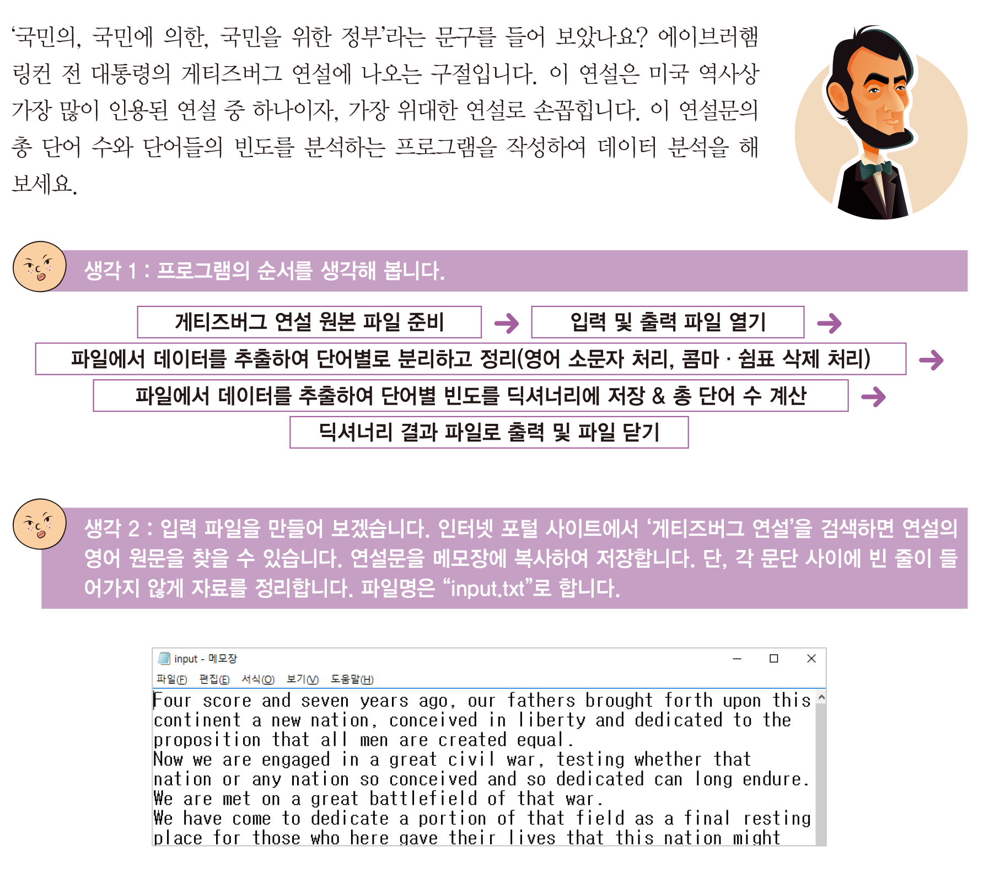 ‘국민의, 국민에 의한, 국민을 위한 정부’라는 문구를 들어 보았나요? 에이브러햄
링컨 전 대통령의 게티즈버그 연설에 나오는 구절입니다. 이 연설은 미국 역사상
가장 많이 인용된 연설 중 하나이자, 가장 위대한 연설로 손꼽힙니다. 이 연설문의
총 단어 수와 단어들의 빈도를 분석하는 프로그램을 작성하여 데이터 분석을 해
보세요.
생각 1 : 프로그램의 순서를 생각해 봅니다.
게티즈버그 연설 원본 파일 준비 → 입력 및 출력 파일 열기 →
파일에서 데이터를 추출하여 단어별로 분리하고 정리(영어 소문자 처리, 콤마 · 쉼표 삭제 처리) →
파일에서 데이터를 추출하여 단어별 빈도를 딕셔너리에 저장 & 총 단어 수 계산 →
딕셔너리 결과 파일로 출력 및 파일 닫기
생각 2 : 입력 파일을 만들어 보겠습니다. 인터넷 포털 사이트에서 ‘게티즈버그 연설’을 검색하면 연설의
영어 원문을 찾을 수 있습니다. 연설문을 메모장에 복사하여 저장합니다. 단, 각 문단 사이에 빈 줄이 들
어가지 않게 자료를 정리합니다. 파일명은 “input.txt”로 합니다.
input - 메모장
파일(F) 편집(E) 서식(O) 보기(V) 도움말(H)
Four score and seven years ago, our fathers brought forth upon this
continent a new nation, conceived in liberty and dedicated to the
proposition that all men are created equal.
Now we are engaged in a great civil war, testing whether that
nation or any nation so conceived and so dedicated can long endure.
We are met on a great battlefield of that war.
We have come to dedicate a portion of that field as a final resting
place for those who here gave their lives that this nation might